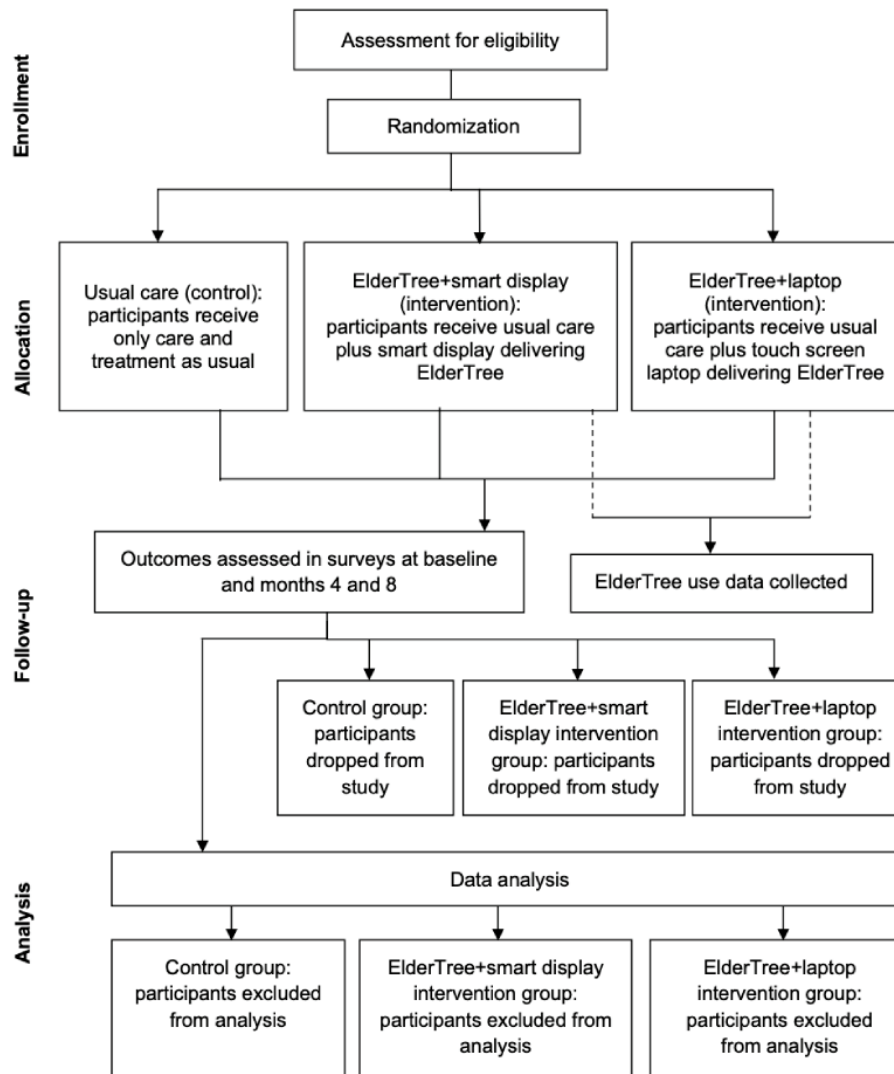 Enrollment
Assessment for eligibility
Randomization
Allocation
Usual care (control):
participants receive
only care and
treatment as usual
ElderTree+smart display
(intervention):
participants receive usual care
plus smart display delivering
ElderTree
ElderTree+laptop
(intervention):
participants receive usual
care plus touch screen
laptop delivering ElderTree
Follow-up
Outcomes assessed in surveys at baseline
and months 4 and 8
ElderTree use data collected
Control group:
participants
dropped from
study
ElderTree+smart
display intervention
group: participants
dropped from study
ElderTree+laptop
intervention group:
participants dropped
from study
Analysis
Data analysis
Control group:
participants excluded
from analysis
ElderTree+smart display
intervention group:
participants excluded from
analysis
ElderTree+laptop
intervention group:
participants excluded
from analysis